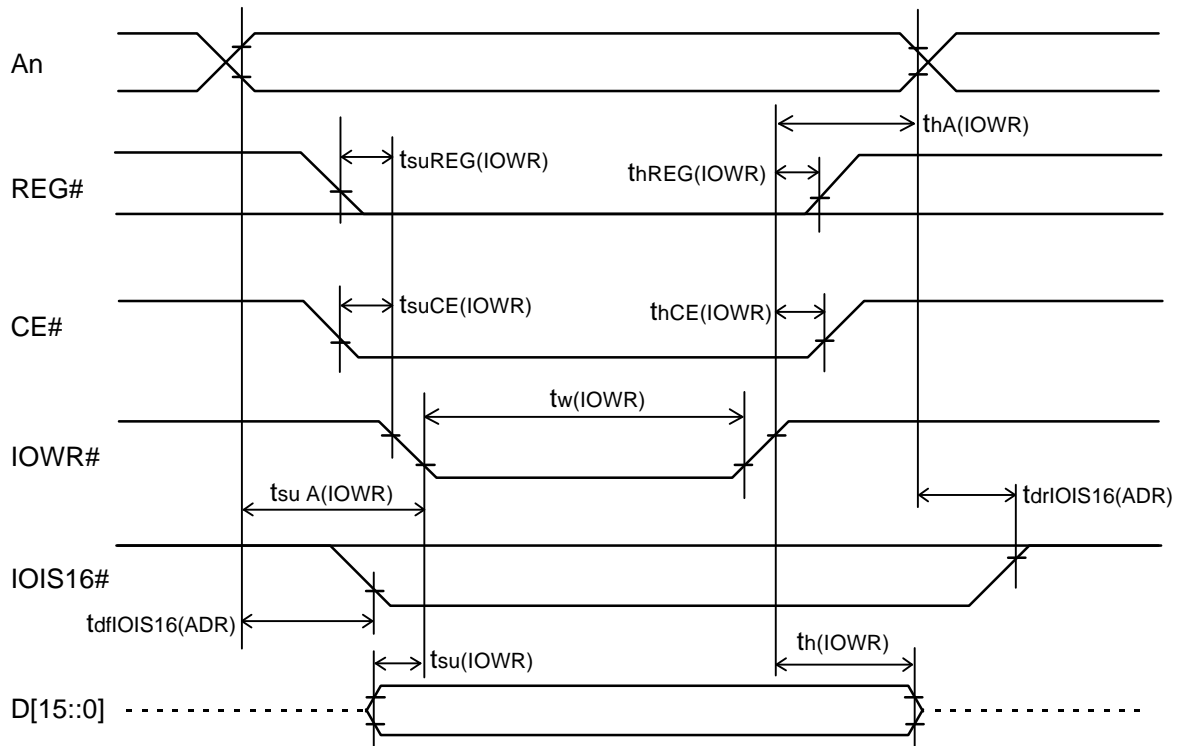 An
thA(IOWR)
tsuREG(IOWR)
thREG(IOWR)
REG#
tsuCE(IOWR)
thCE(IOWR)
CE#
tw(IOWR)
IOWR#
tsu A(IOWR)
tdrIOIS16(ADR)
IOIS16#
tdfIOIS16(ADR)
tsu(IOWR)
th(IOWR)
D[15::0]